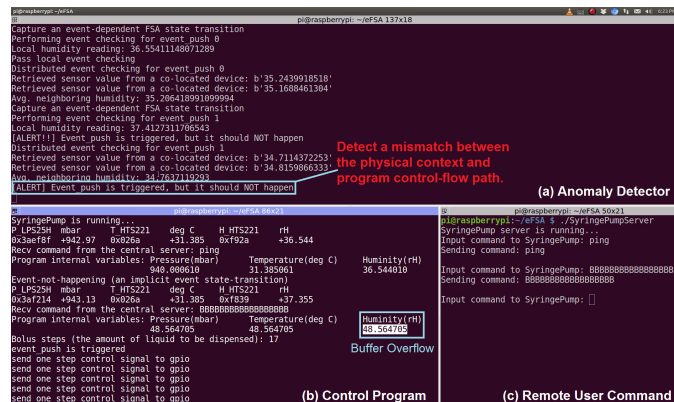 pi@raspberrypi: ~/eFSA
6:23 PM
pi@raspberrypi: ~/eFSA 137x18
Capture an event-dependent FSA state transition
Performing event checking for event_push 0
Local humidity reading: 36.55411148071289
Pass local event checking
Distributed event checking for event_push 0
Retrieved sensor value from a co-located device: b'35.2439918518'
Retrieved sensor value from a co-located device: b'35.1688461304'
Avg. neighboring humidity: 35.206418991099994
Capture an event-dependent FSA state transition
Performing event checking for event_push 1
Local humidity reading: 37.4127311706543
[ALERT!!] Event_push is triggered, but it should NOT happen
Distributed event checking for event_push 1
Retrieved sensor value from a co-located device: b'34.7114372253'
Retrieved sensor value from a co-located device: b'34.8159866333'
Avg. neighboring humidity: 34.7637119293
[ALERT] Event_push is triggered, but it should NOT happen
Detect a mismatch between
the physical context and
program control-flow path.
(a) Anomaly Detector
pi@raspberrypi: ~/eFSA 86x21
SyringePump is running...
P_LPS25H mbar T_HTS221 deg C H_HTS221 rH
0x3aef8f +942.97 0x026a +31.385 0xf92a +36.544
Recv command from the central server: ping
Program internal variables: Pressure(mbar) Temperature(deg C) Humidity(rH)
940.000610 31.385061 36.544010
Event-not-happening (an implicit event state-transition)
P_LPS25H mbar T_HTS221 deg C H_HTS221 rH
0x3af214 +943.13 0x026a +31.385 0xf839 +37.355
Recv command from the central server: BBBBBBBBBBBBBBBBBB
Program internal variables: Pressure(mbar) Temperature(deg C) Huminity(rH)
48.564705 48.564705 48.564705
Bolus steps (the amount of liquid to be dispensed): 17
event_push is triggered
send one step control signal to gpio
send one step control signal to gpio
send one step control signal to gpio
send one step control signal to gpio
send one step control signal to gpio
Buffer Overflow
(b) Control Program
pi@raspberrypi: ~/eFSA 50x21
pi@raspberrypi:~/eFSA $ ./SyringePumpServer
SyringePump server is running...
Input command to SyringePump: ping
Sending command: ping
Input command to SyringePump: BBBBBBBBBBBBBBBBBB
Sending command: BBBBBBBBBBBBBBBBBB
Input command to SyringePump:
(c) Remote User Command